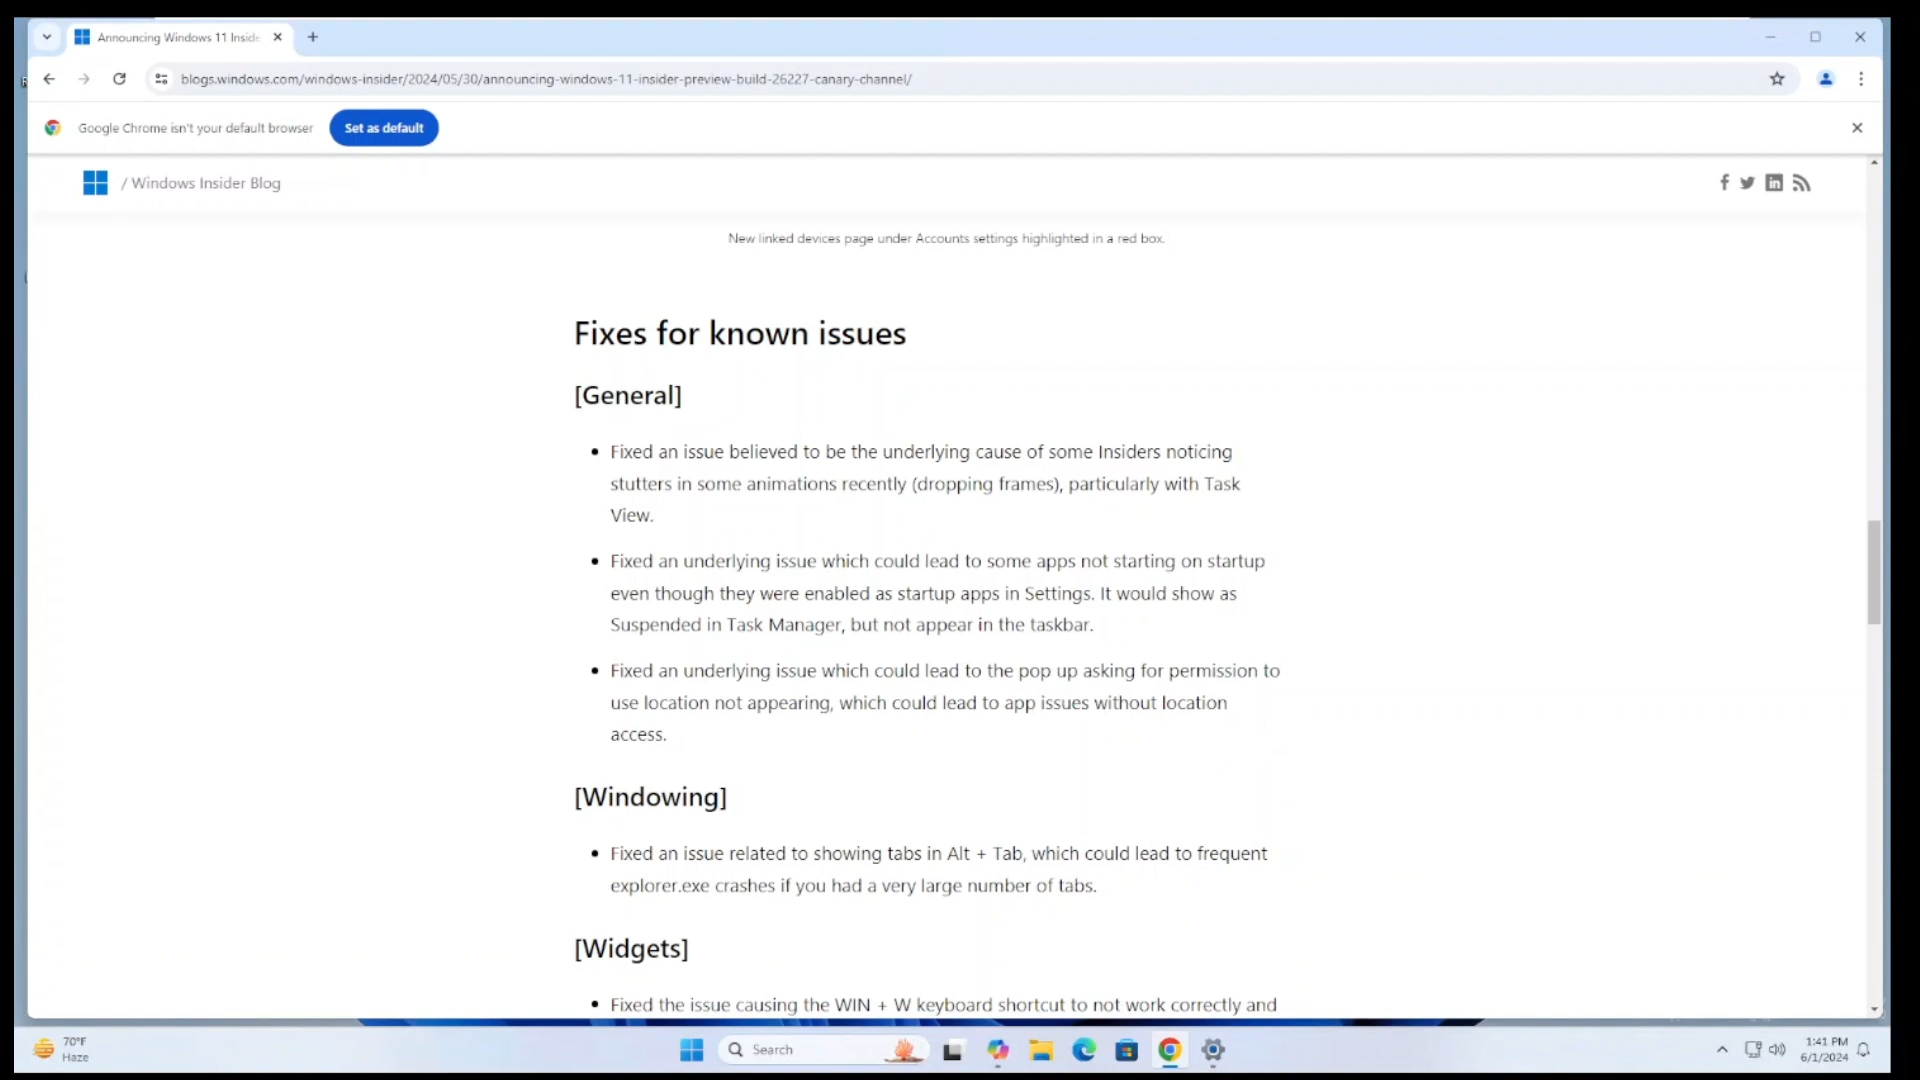 Announcing Windows 11 Inside
blogs.windows.com/windows-insider/2024/05/30/announcing-windows-11-insider-preview-build-26227-canary-channel/
Google Chrome isn't your default browser
Set as default
/ Windows Insider Blog
New linked devices page under Accounts settings highlighted in a red box.
Fixes for known issues
[General]
Fixed an issue believed to be the underlying cause of some Insiders noticing
stutters in some animations recently (dropping frames), particularly with Task
View.
Fixed an underlying issue which could lead to some apps not starting on startup
even though they were enabled as startup apps in Settings. It would show as
Suspended in Task Manager, but not appear in the taskbar.
Fixed an underlying issue which could lead to the pop up asking for permission to
use location not appearing, which could lead to app issues without location
access.
[Windowing]
Fixed an issue related to showing tabs in Alt + Tab, which could lead to frequent
explorer.exe crashes if you had a very large number of tabs.
[Widgets]
Fixed the issue causing the WIN + W keyboard shortcut to not work correctly and
70°F
Haze
Search
1:41 PM
6/1/2024